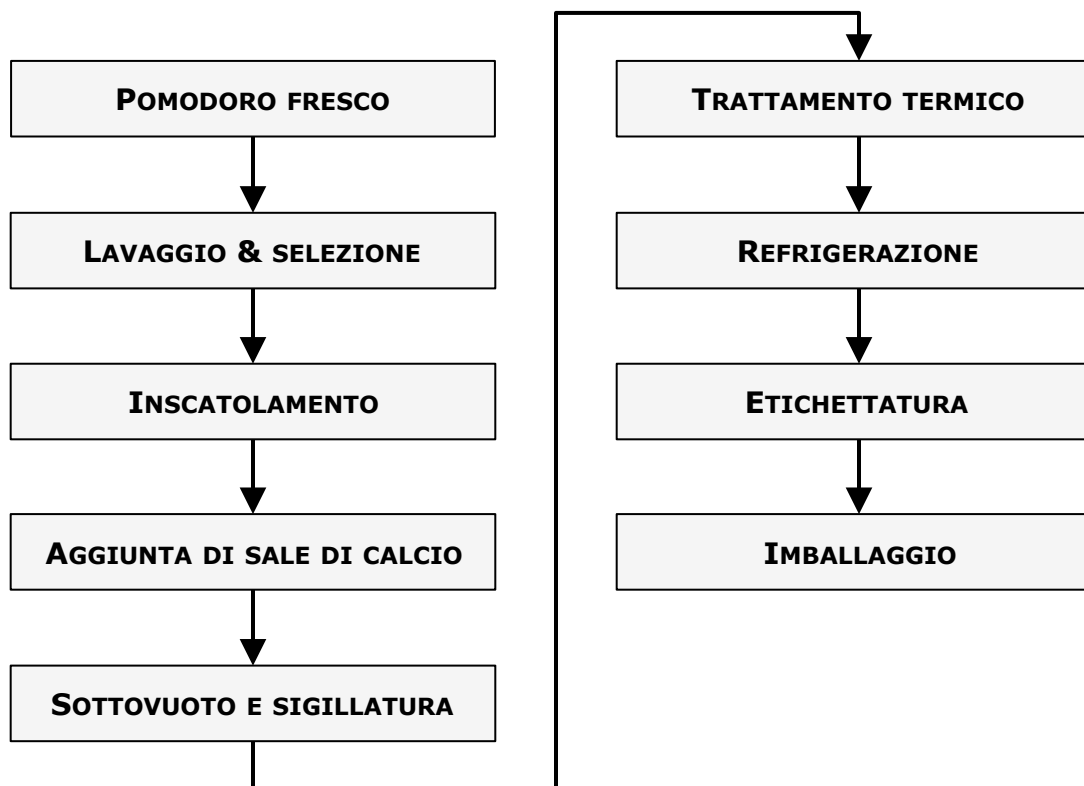 Pomodoro fresco
Lavaggio & selezione
Inscatolamento
Aggiunta di sale di calcio
Sottovuoto e sigillatura
Trattamento termico
Refrigerazione
Etichettatura
Imballaggio